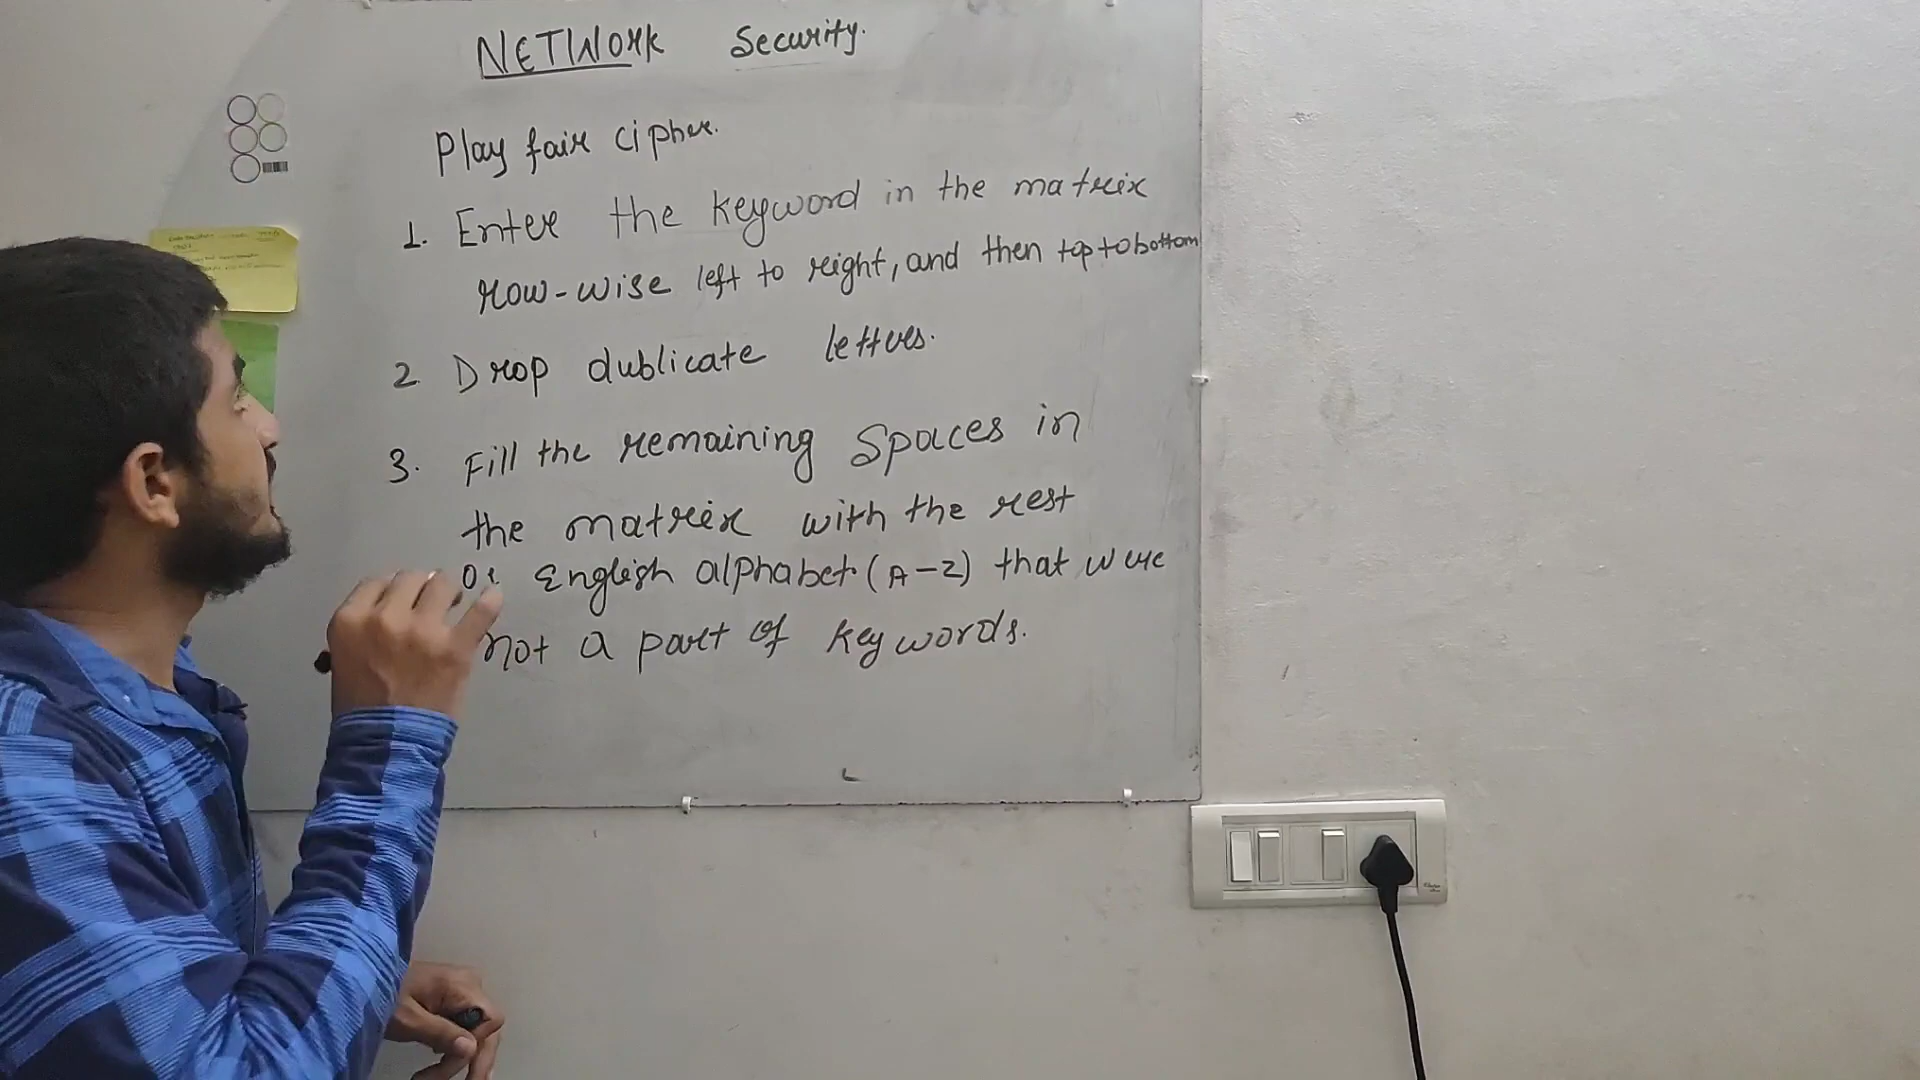 NETWORK Security.
Play fair cipher.
1. Enter the keyword in the matrix
row-wise left to right, and then top to bottom
2. Drop dublicate letters.
3. Fill the remaining Spaces in
the matrix with the rest
English alphabet (A-Z) that were
not a part of keywords.